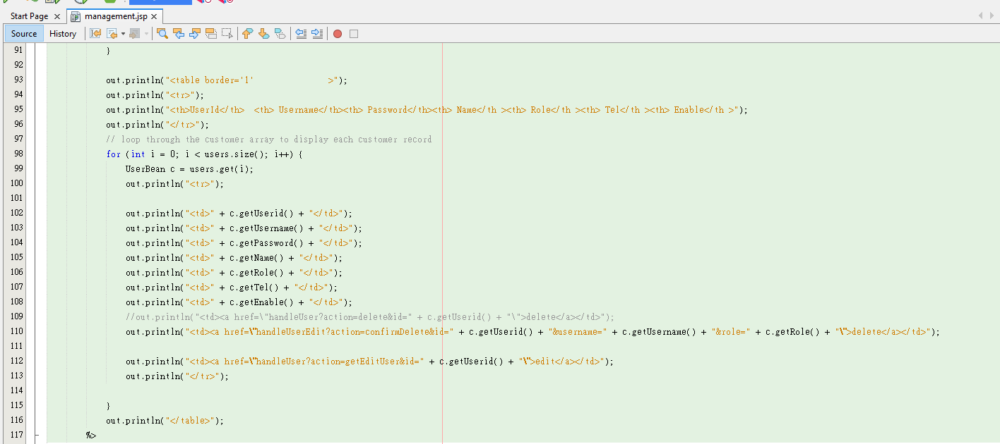 Start Page
management.jsp
Source History
91 }
92
93 out.println("<table border='1'               >");
94 out.println("<tr>");
95 out.println("<th>UserId</th>  <th> Username</th><th> Password</th><th> Name</th ><th> Role</th ><th> Tel</th ><th> Enable</th >");
96 out.println("</tr>");
97 // loop through the customer array to display each customer record
98 for (int i = 0; i < users.size(); i++) {
99 UserBean c = users.get(i);
100 out.println("<tr>");
101
102 out.println("<td>" + c.getUserid() + "</td>");
103 out.println("<td>" + c.getUsername() + "</td>");
104 out.println("<td>" + c.getPassword() + "</td>");
105 out.println("<td>" + c.getName() + "</td>");
106 out.println("<td>" + c.getRole() + "</td>");
107 out.println("<td>" + c.getTel() + "</td>");
108 out.println("<td>" + c.getEnable() + "</td>");
109 //out.println("<td><a href=\"handleUser?action=delete&id=" + c.getUserid() + "\">delete</a></td>");
110 out.println("<td><a href=\"handleUserEdit?action=confirmDelete&id=" + c.getUserid() + "&username=" + c.getUsername() + "&role=" + c.getRole() + "\">delete</a></td>");
111
112 out.println("<td><a href=\"handleUser?action=getEditUser&id=" + c.getUserid() + "\">edit</a></td>");
113 out.println("</tr>");
114
115 }
116 out.println("</table>");
117 %>